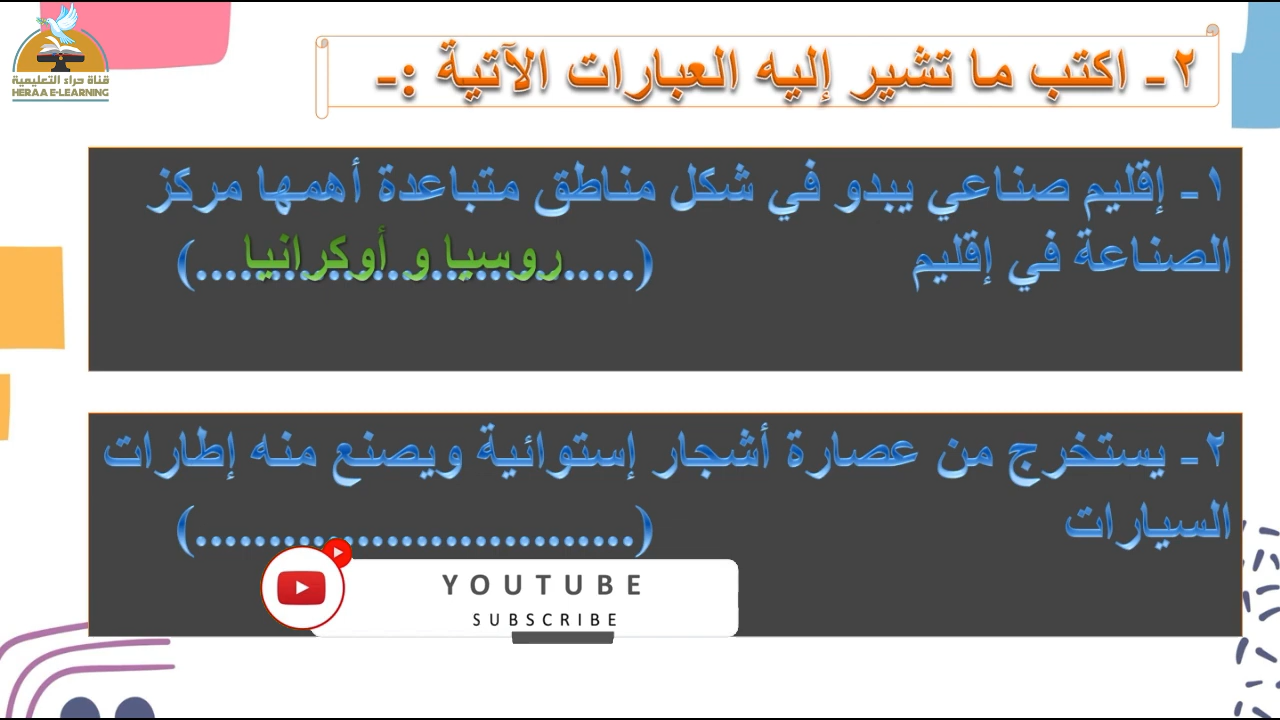 قناة حراء التعليمية
HERAA E-LEARNING
٢- اكتب ما تشير إليه العبارات الآتية :-
١- إقليم صناعي يبدو في شكل مناطق متباعدة أهمها مركز
الصناعة في إقليم (..............................)
روسيا و أوكرانيا
٢- يستخرج من عصارة أشجار إستوائية ويصنع منه إطارات
السيارات (..............................)
YOUTUBE
SUBSCRIBE